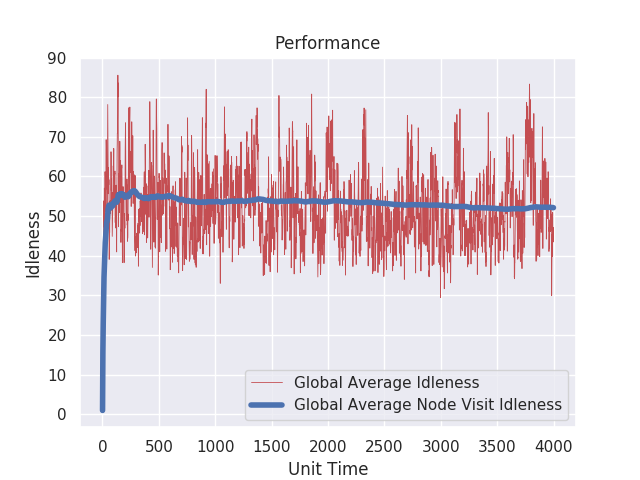 Performance
90
80
70
60
50
40
30
20
10
0
Idleness
0 500 1000 1500 2000 2500 3000 3500 4000
Unit Time
Global Average Idleness
Global Average Node Visit Idleness